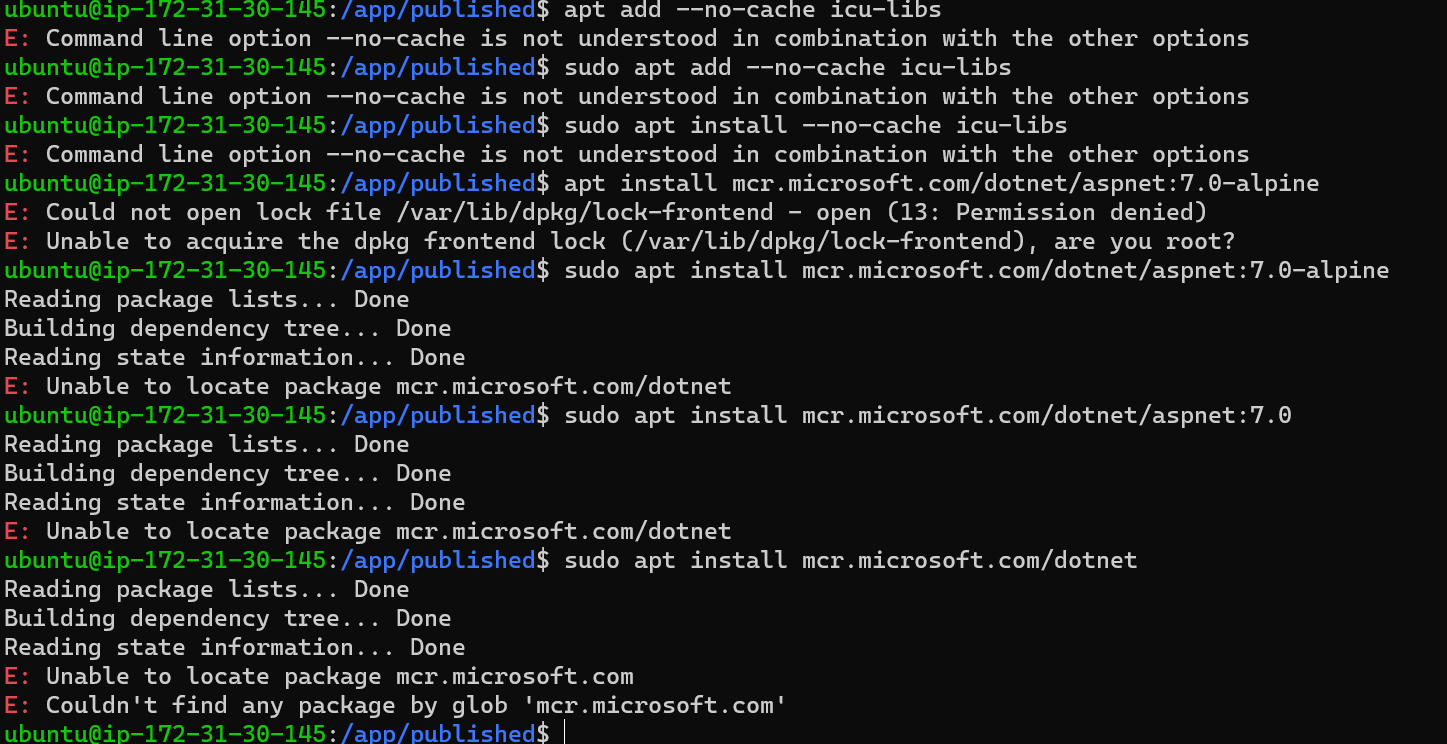 ubuntu@ip-172-31-30-145:/app/published$ apt add --no-cache icu-libs
E: Command line option --no-cache is not understood in combination with the other options
ubuntu@ip-172-31-30-145:/app/published$ sudo apt add --no-cache icu-libs
E: Command line option --no-cache is not understood in combination with the other options
ubuntu@ip-172-31-30-145:/app/published$ sudo apt install --no-cache icu-libs
E: Command line option --no-cache is not understood in combination with the other options
ubuntu@ip-172-31-30-145:/app/published$ apt install mcr.microsoft.com/dotnet/aspnet:7.0-alpine
E: Could not open lock file /var/lib/dpkg/lock-frontend - open (13: Permission denied)
E: Unable to acquire the dpkg frontend lock (/var/lib/dpkg/lock-frontend), are you root?
ubuntu@ip-172-31-30-145:/app/published$ sudo apt install mcr.microsoft.com/dotnet/aspnet:7.0-alpine
Reading package lists... Done
Building dependency tree... Done
Reading state information... Done
E: Unable to locate package mcr.microsoft.com/dotnet
ubuntu@ip-172-31-30-145:/app/published$ sudo apt install mcr.microsoft.com/dotnet/aspnet:7.0
Reading package lists... Done
Building dependency tree... Done
Reading state information... Done
E: Unable to locate package mcr.microsoft.com/dotnet
ubuntu@ip-172-31-30-145:/app/published$ sudo apt install mcr.microsoft.com/dotnet
Reading package lists... Done
Building dependency tree... Done
Reading state information... Done
E: Unable to locate package mcr.microsoft.com
E: Couldn't find any package by glob 'mcr.microsoft.com'
ubuntu@ip-172-31-30-145:/app/published$